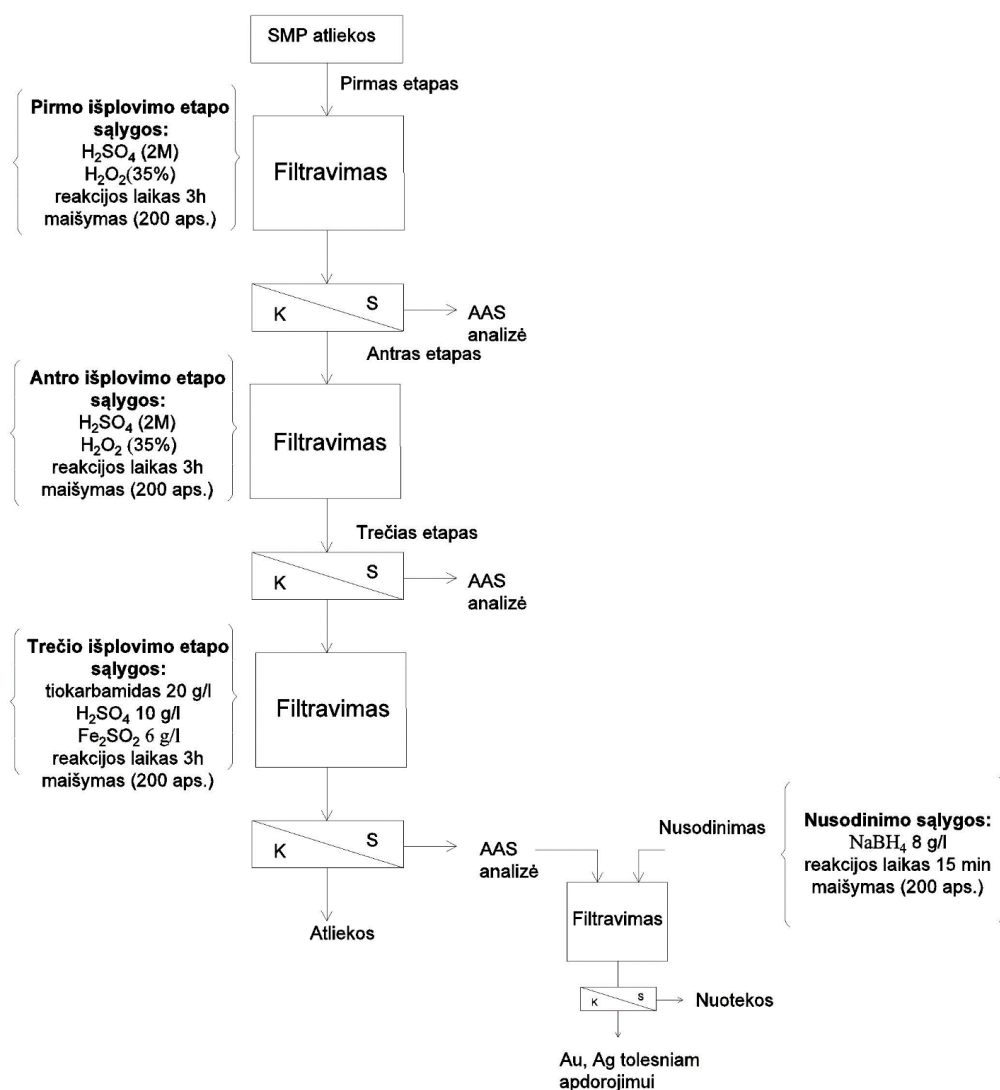 SMP atliekos
Pirmas etapas
Pirmo išplovimo etapo
sąlygos:
H₂SO₄ (2M)
H₂O₂(35%)
reakcijos laikas 3h
maišymas (200 aps.)
Filtravimas
K
S
AAS
analizė
Antras etapas
Antro išplovimo etapo
sąlygos:
H₂SO₄ (2M)
H₂O₂ (35%)
reakcijos laikas 3h
maišymas (200 aps.)
Filtravimas
Trečias etapas
K
S
AAS
analizė
Trečio išplovimo etapo
sąlygos:
tiokarbamidas 20 g/l
H₂SO₄ 10 g/l
Fe₂SO₂ 6 g/l
reakcijos laikas 3h
maišymas (200 aps.)
Filtravimas
K
S
AAS
analizė
Atliekos
Nusodinimas
Nusodinimo sąlygos:
NaBH₄ 8 g/l
reakcijos laikas 15 min
maišymas (200 aps.)
Filtravimas
K
S
Nuotekos
Au, Ag tolesniam
apdorojimui